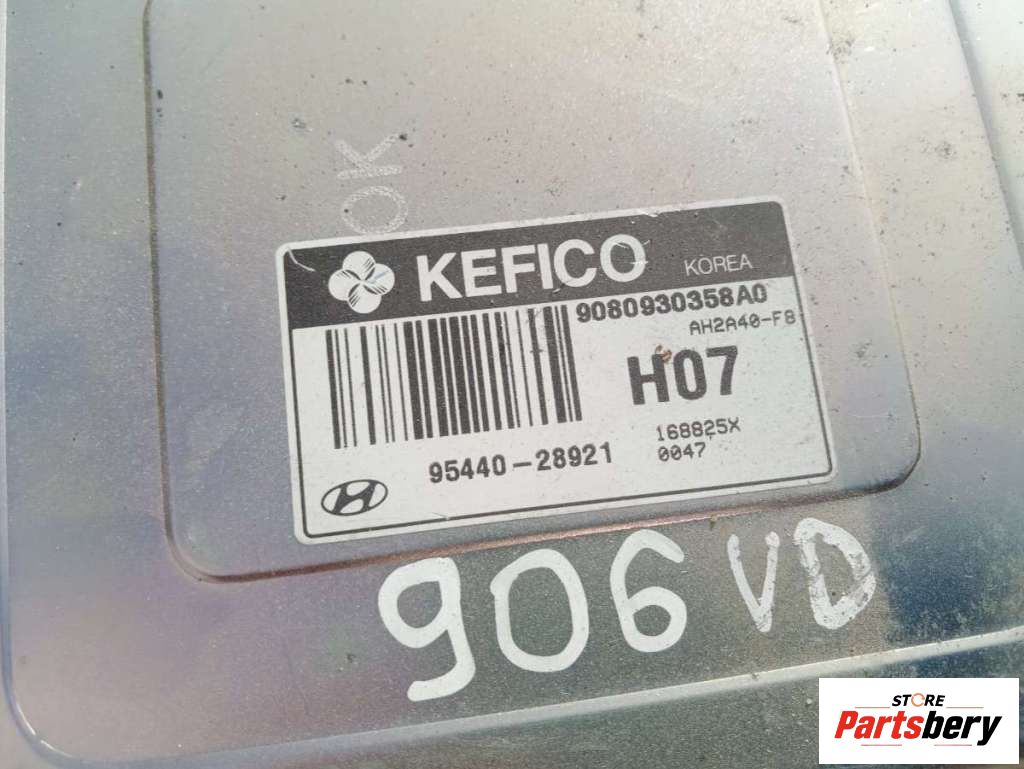 OK
KEFICO KOREA
9080930358A0
AH2A40-F8
H07
168825X
95440-28921
0047
906 VD
STORE
Partsbery